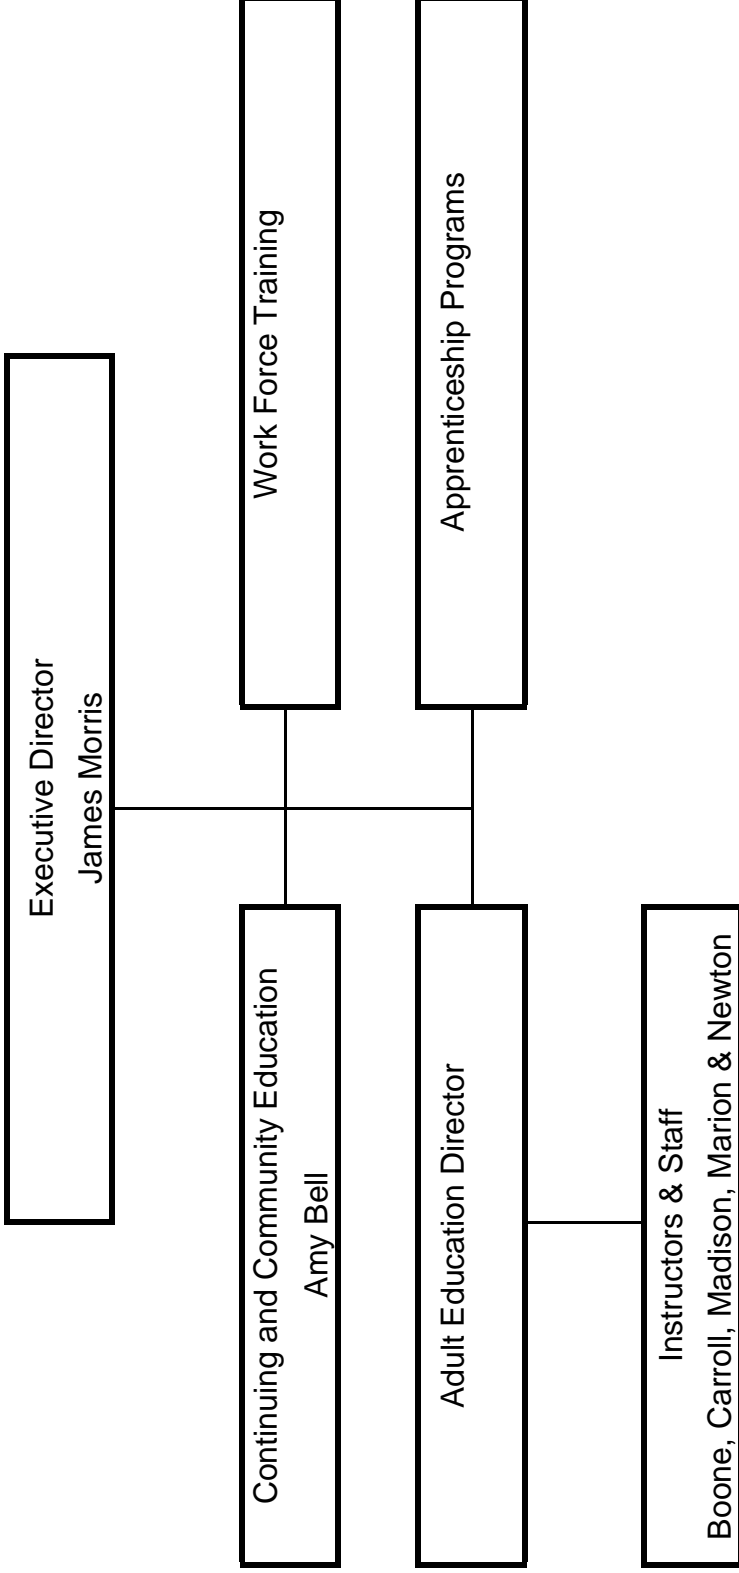 Executive Director
James Morris
Continuing and Community Education
Amy Bell
Work Force Training
Adult Education Director
Apprenticeship Programs
Instructors & Staff
Boone, Carroll, Madison, Marion & Newton